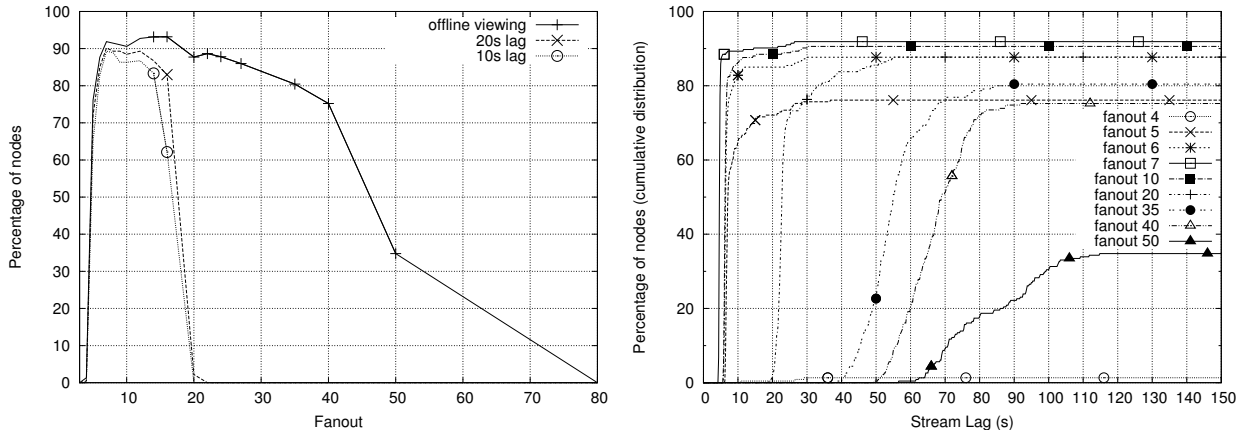 100
90
80
70
60
50
40
30
20
10
0
Percentage of nodes
10 20 30 40 50 60 70 80
Fanout
offline viewing
20s lag
10s lag
100
80
60
40
20
0
Percentage of nodes (cumulative distribution)
0 10 20 30 40 50 60 70 80 90 100 110 120 130 140 150
Stream Lag (s)
fanout 4
fanout 5
fanout 6
fanout 7
fanout 10
fanout 20
fanout 35
fanout 40
fanout 50